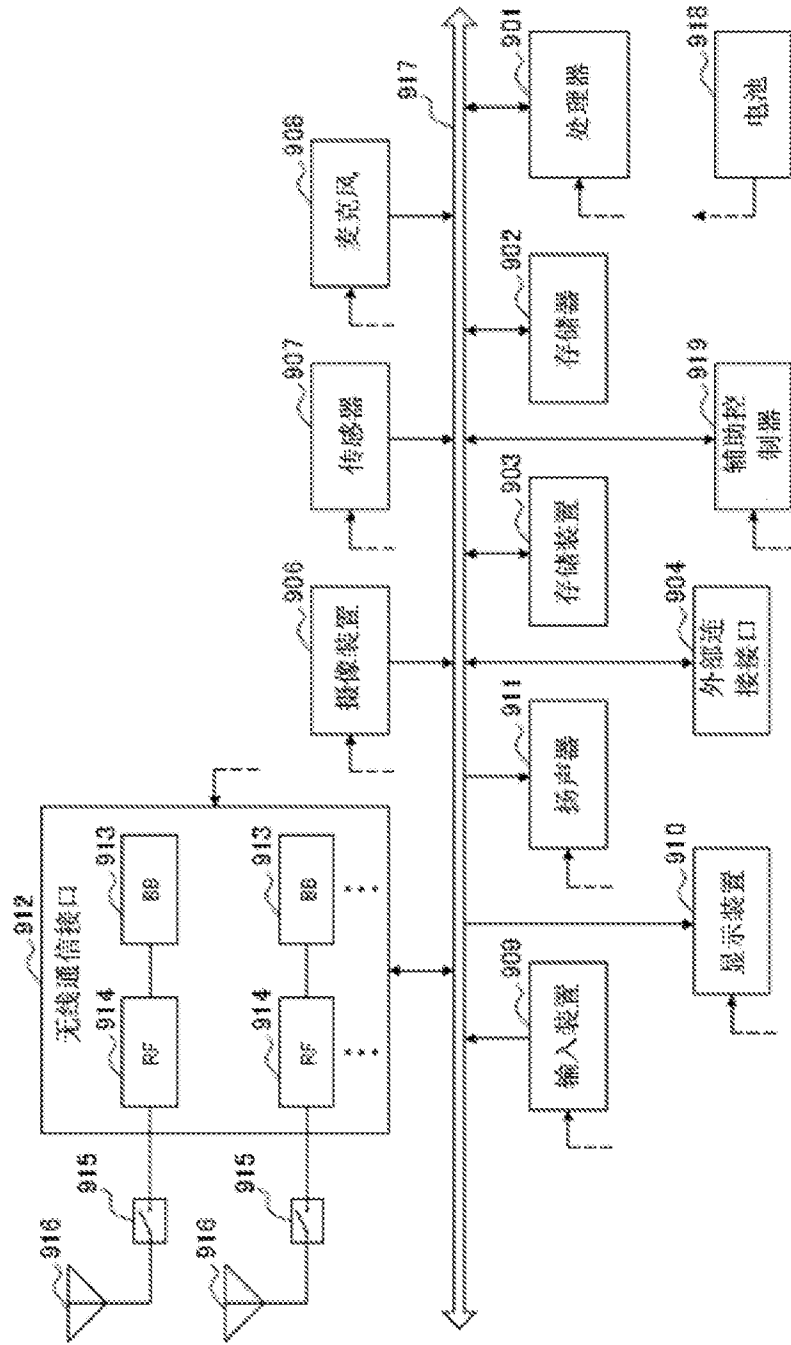 916
916
915
915
912
无线通信接口
914
RF
913
BB
914
RF
913
BB
906
摄像装置
907
传感器
908
麦克风
917
909
输入装置
911
扬声器
903
存储装置
902
存储器
901
处理器
910
显示装置
904
外部连
接接口
919
辅助控
制器
918
电池